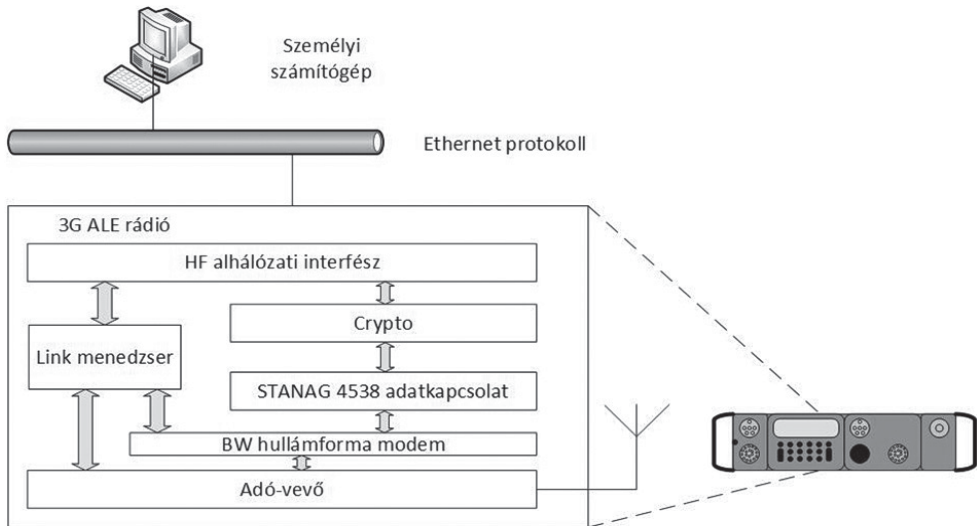 Személyi
számítógép
Ethernet protokoll
3G ALE rádió
HF alhálózati interfész
Crypto
Link menedzser
STANAG 4538 adatkapcsolat
BW hullámforma modem
Adó-vevő